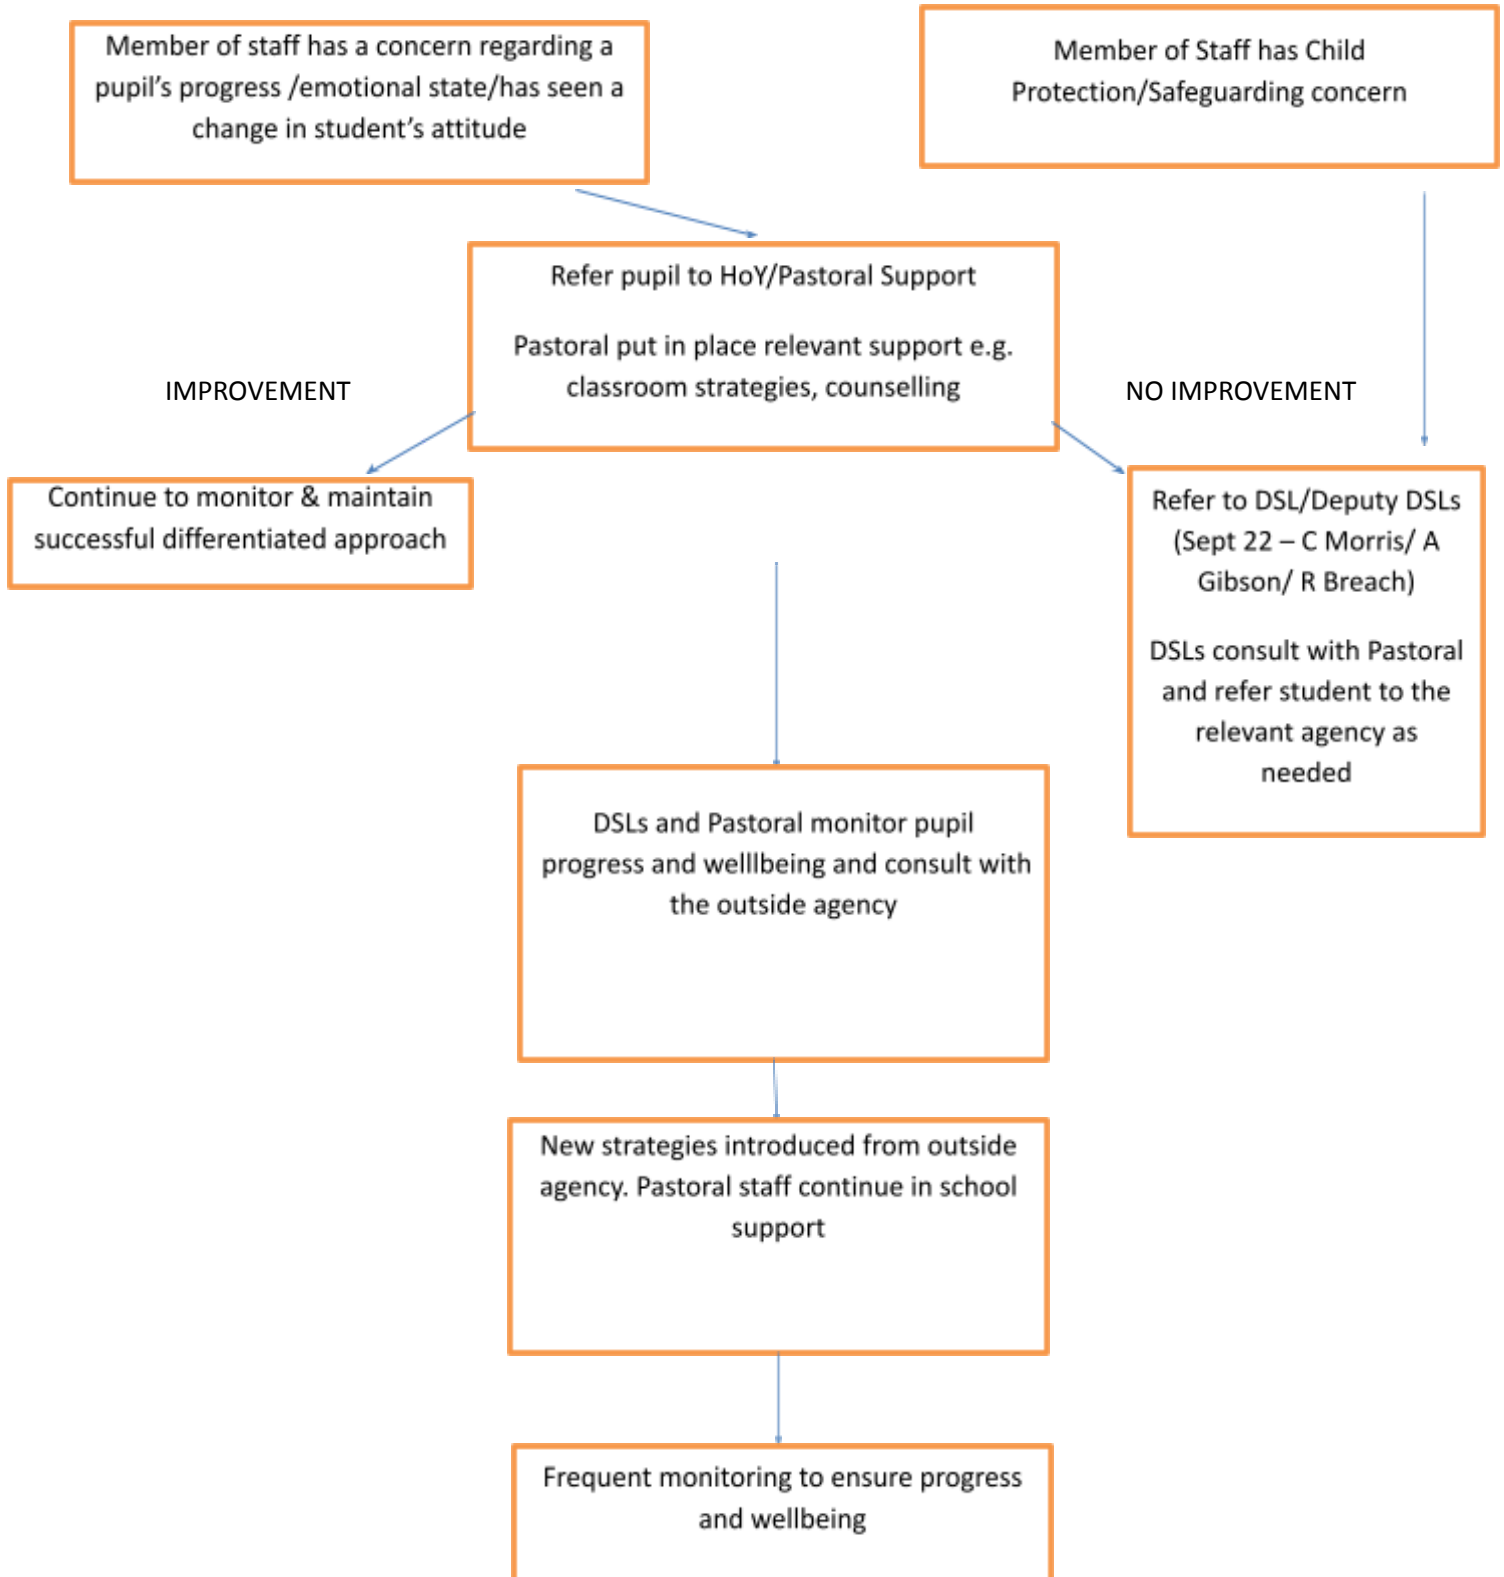 Member of staff has a concern regarding a
pupil's progress /emotional state/has seen a
change in student's attitude
Member of Staff has Child
Protection/Safeguarding concern
Refer pupil to HoY/Pastoral Support
Pastoral put in place relevant support e.g.
classroom strategies, counselling
IMPROVEMENT
NO IMPROVEMENT
Continue to monitor & maintain
successful differentiated approach
Refer to DSL/Deputy DSLs
(Sept 22 – C Morris/ A
Gibson/ R Breach)
DSLs consult with Pastoral
and refer student to the
relevant agency as
needed
DSLs and Pastoral monitor pupil
progress and welllbeing and consult with
the outside agency
New strategies introduced from outside
agency. Pastoral staff continue in school
support
Frequent monitoring to ensure progress
and wellbeing